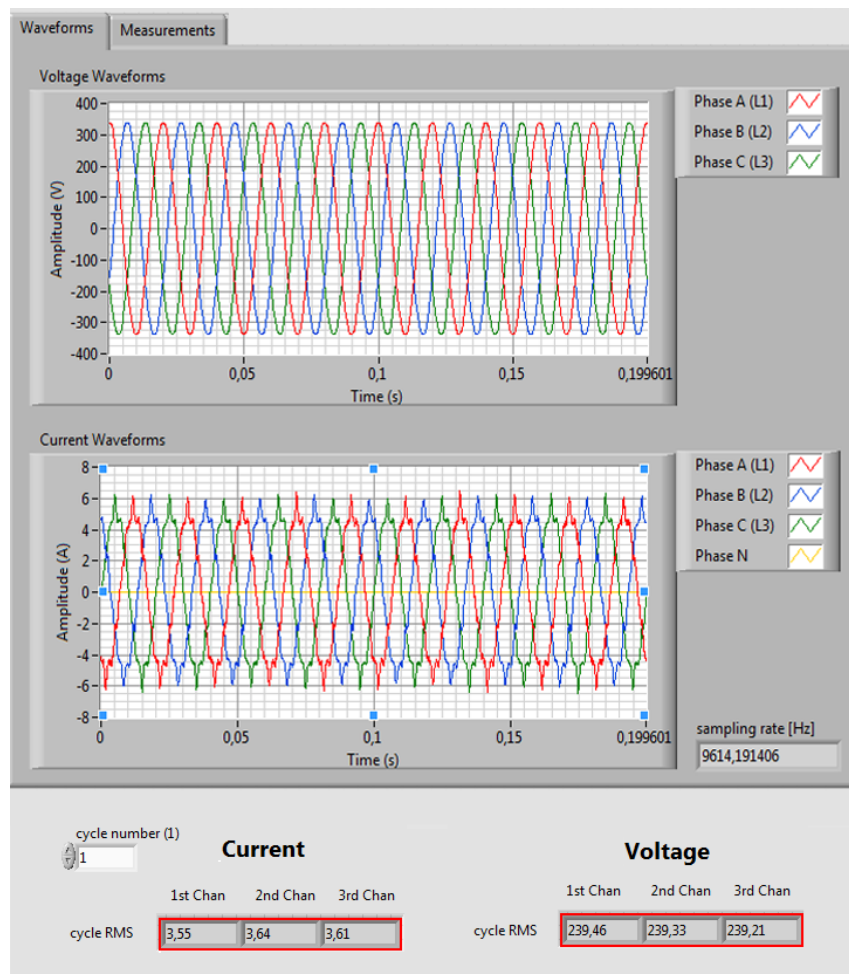 Waveforms Measurements
Voltage Waveforms
400
300
200
100
0
-100
-200
-300
-400
Amplitude (V)
0 0,05 0,1 0,15 0,199601
Time (s)
Phase A (L1)
Phase B (L2)
Phase C (L3)
Current Waveforms
8
6
4
2
0
-2
-4
-6
-8
Amplitude (A)
0 0,05 0,1 0,15 0,199601
Time (s)
Phase A (L1)
Phase B (L2)
Phase C (L3)
Phase N
sampling rate [Hz]
9614,191406
cycle number (1)
1
Current
1st Chan 2nd Chan 3rd Chan
cycle RMS 3,55 3,64 3,61
Voltage
1st Chan 2nd Chan 3rd Chan
cycle RMS 239,46 239,33 239,21